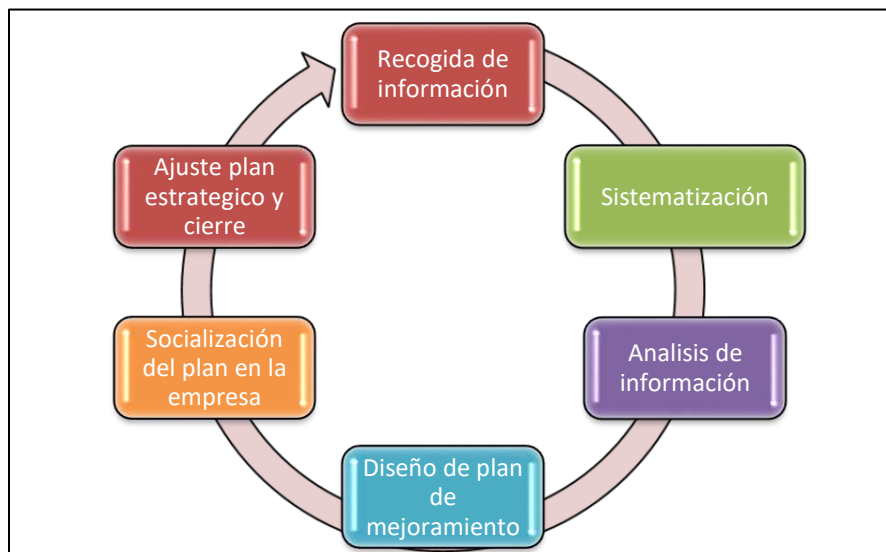 Recogida de
información
Sistematización
Analisis de
información
Diseño de plan
de
mejoramiento
Socialización
del plan en la
empresa
Ajuste plan
estrategico y
cierre